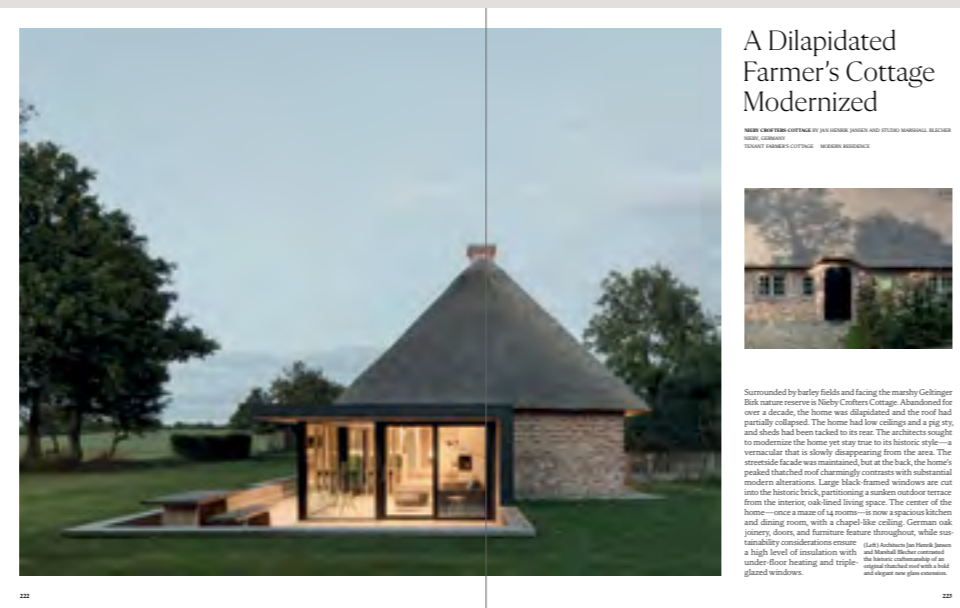 A Dilapidated
Farmer's Cottage
Modernized
NIEBY CROFTERS COTTAGE BY JAN HENRIK JANSEN AND STUDIO MARSHALL BLECHER
NIEBY, GERMANY
TENANT FARMER'S COTTAGE MODERN RESIDENCE
Surrounded by barley fields and facing the marshy Geltinger
Birk nature reserve is Nieby Crofters Cottage. Abandoned for
over a decade, the home was dilapidated and the roof had
partially collapsed. The home had low ceilings and a pig sty,
and sheds had been tacked to its rear. The architects sought
to modernize the home yet stay true to its historic style—a
vernacular that is slowly disappearing from the area. The
streetside facade was maintained, but at the back, the home's
peaked thatched roof charmingly contrasts with substantial
modern alterations. Large black-framed windows are cut
into the historic brick, partitioning a sunken outdoor terrace
from the interior, oak-lined living space. The center of the
home—once a maze of 14 rooms—is now a spacious kitchen
and dining room, with a chapel-like ceiling. German oak
joinery, doors, and furniture feature throughout, while sus-
tainability considerations ensure
a high level of insulation with
under-floor heating and triple-
glazed windows.
(Left) Architects Jan Henrik Jansen
and Marshall Blecher contrasted
the historic craftsmanship of an
original thatched roof with a bold
and elegant new glass extension.
222
223